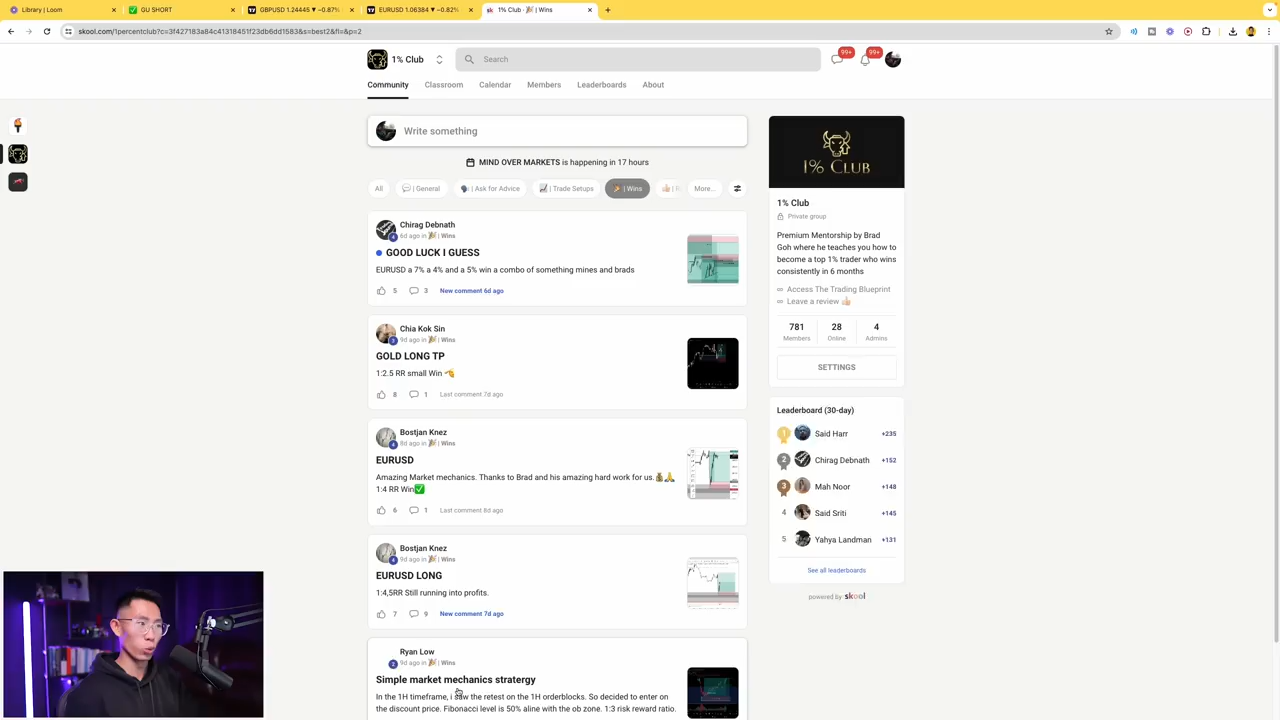 Library | Loom
GU SHORT
GBPUSD 1.24445 ▼ −0.87%
EURUSD 1.06384 ▼ −0.82%
1% Club · 🎉 | Wins
skool.com/1percentclub?c=3f427183a84c41318451f23db6dd1583&s=best2&fl=&p=2
1% Club
Search
99+
99+
Community
Classroom
Calendar
Members
Leaderboards
About
Write something
MIND OVER MARKETS is happening in 17 hours
All
💬 | General
🗣️ | Ask for Advice
📈 | Trade Setups
🎉 | Wins
👍🏻 | R
More...
Chirag Debnath
6d ago in 🎉 | Wins
GOOD LUCK I GUESS
EURUSD a 7% a 4% and a 5% win a combo of something mines and brads
5
3
New comment 6d ago
Chia Kok Sin
9d ago in 🎉 | Wins
GOLD LONG TP
1:2.5 RR small Win
8
1
Last comment 7d ago
Bostjan Knez
8d ago in 🎉 | Wins
EURUSD
Amazing Market mechanics. Thanks to Brad and his amazing hard work for us.💰🙏
1:4 RR Win✅
6
1
Last comment 8d ago
Bostjan Knez
9d ago in 🎉 | Wins
EURUSD LONG
1:4,5RR Still running into profits.
7
9
New comment 7d ago
Ryan Low
9d ago in 🎉 | Wins
Simple market mechanics stratergy
In the 1H timeframe, i saw the retest on the 1H orderblocks. So decided to enter on
the discount price. Fibonacci level is 50% aline with the ob zone. 1:3 risk reward ratio.
1% CLUB
1% Club
Private group
Premium Mentorship by Brad
Goh where he teaches you how to
become a top 1% trader who wins
consistently in 6 months
Access The Trading Blueprint
Leave a review 👍🏻
781
Members
28
Online
4
Admins
SETTINGS
Leaderboard (30-day)
1
Said Harr
+235
2
Chirag Debnath
+152
3
Mah Noor
+148
4
Said Sriti
+145
5
Yahya Landman
+131
See all leaderboards
powered by skool